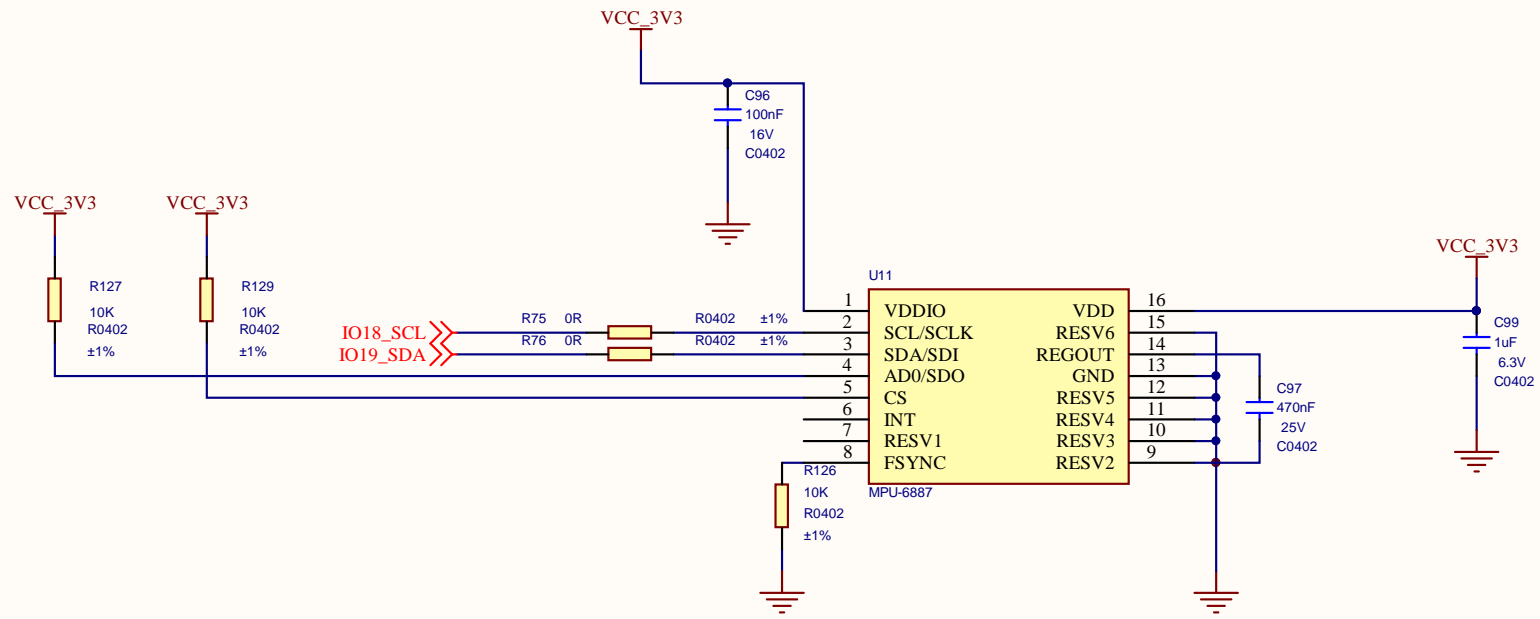 VCC_3V3
C96
100nF
16V
C0402
VCC_3V3
VCC_3V3
R127
10K
R0402
±1%
R129
10K
R0402
±1%
VCC_3V3
U11
IO18_SCL
IO19_SDA
R75 0R R0402 ±1%
R76 0R R0402 ±1%
1 VDDIO VDD 16
2 SCL/SCLK RESV6 15
3 SDA/SDI REGOUT 14
4 AD0/SDO GND 13
5 CS RESV5 12
6 INT RESV4 11
7 RESV1 RESV3 10
8 FSYNC RESV2 9
MPU-6887
C99
1uF
6.3V
C0402
C97
470nF
25V
C0402
R126
10K
R0402
±1%